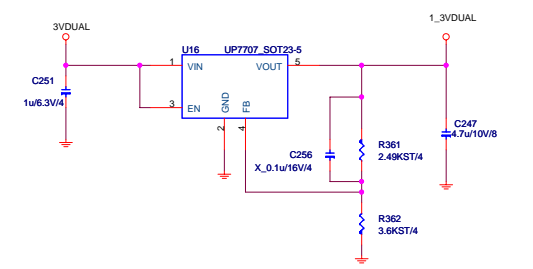 3VDUAL
1_3VDUAL
U16
UP7707_SOT23-5
1
VIN
VOUT
5
C251
1u/6.3V/4
3
EN
GND
FB
2
4
C247
4.7u/10V/8
R361
2.49KST/4
C256
X_0.1u/16V/4
R362
3.6KST/4